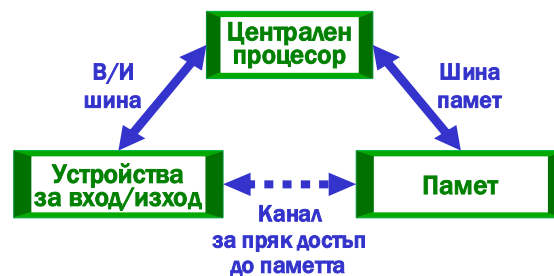 Централен
процесор
В/И
шина
Шина
памет
Устройства
за вход/изход
Памет
Канал
за пряк достъп
до паметта